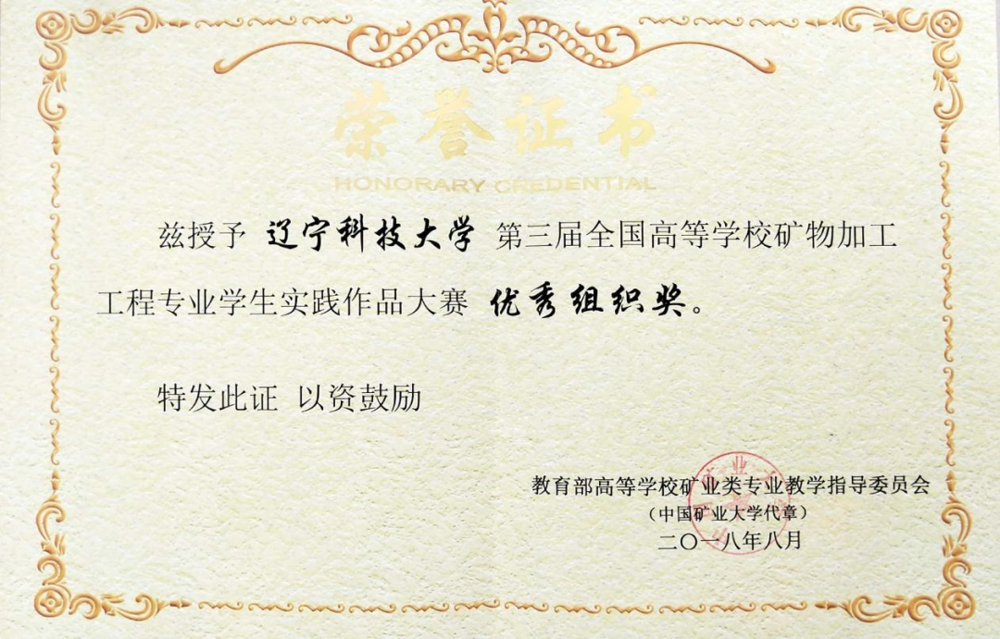 荣誉证书
HONORARY CREDENTIAL
兹授予 辽宁科技大学 第三届全国高等学校矿物加工
工程专业学生实践作品大赛 优秀组织奖。
特发此证 以资鼓励
教育部高等学校矿业类专业教学指导委员会
（中国矿业大学代章）
二〇一八年八月